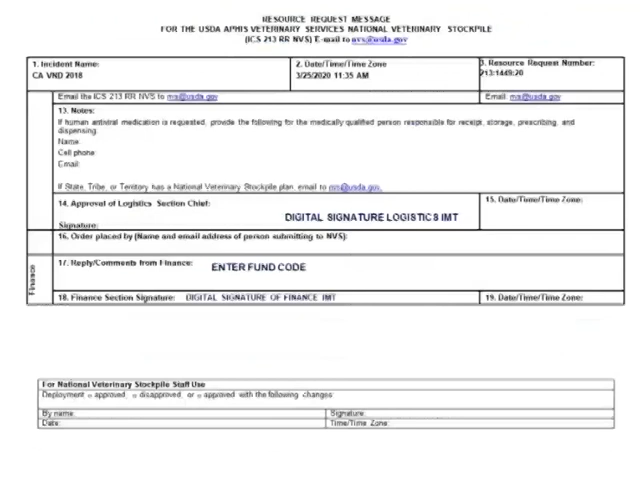 RESOURCE REQUEST MESSAGE
FOR THE USDA APHIS VETERINARY SERVICES NATIONAL VETERINARY STOCKPILE
(ICS 213 RR NVS) E-mail to nvs@usda.gov
1. Incident Name:
CA VND 2018
2. Date/Time/Time Zone
3/25/2020 11:35 AM
3. Resource Request Number:
213:1449:20
Email the ICS 213 RR NVS to nvs@usda.gov
Email: nvs@usda.gov
13. Notes:
If human antiviral medication is requested, provide the following for the medically qualified person responsible for receipt, storage, prescribing, and
dispensing.
Name:
Cell phone:
Email:
If State, Tribe, or Territory has a National Veterinary Stockpile plan, email to nvs@usda.gov.
14. Approval of Logistics Section Chief:
DIGITAL SIGNATURE LOGISTICS IMT
Signature:
15. Date/Time/Time Zone:
16. Order placed by (Name and email address of person submitting to NVS):
Finance
17. Reply/Comments from Finance:
ENTER FUND CODE
18. Finance Section Signature: DIGITAL SIGNATURE OF FINANCE IMT
19. Date/Time/Time Zone:
For National Veterinary Stockpile Staff Use
Deployment o approved, o disapproved, or o approved with the following changes:
By name:
Signature:
Date:
Time/Time Zone: